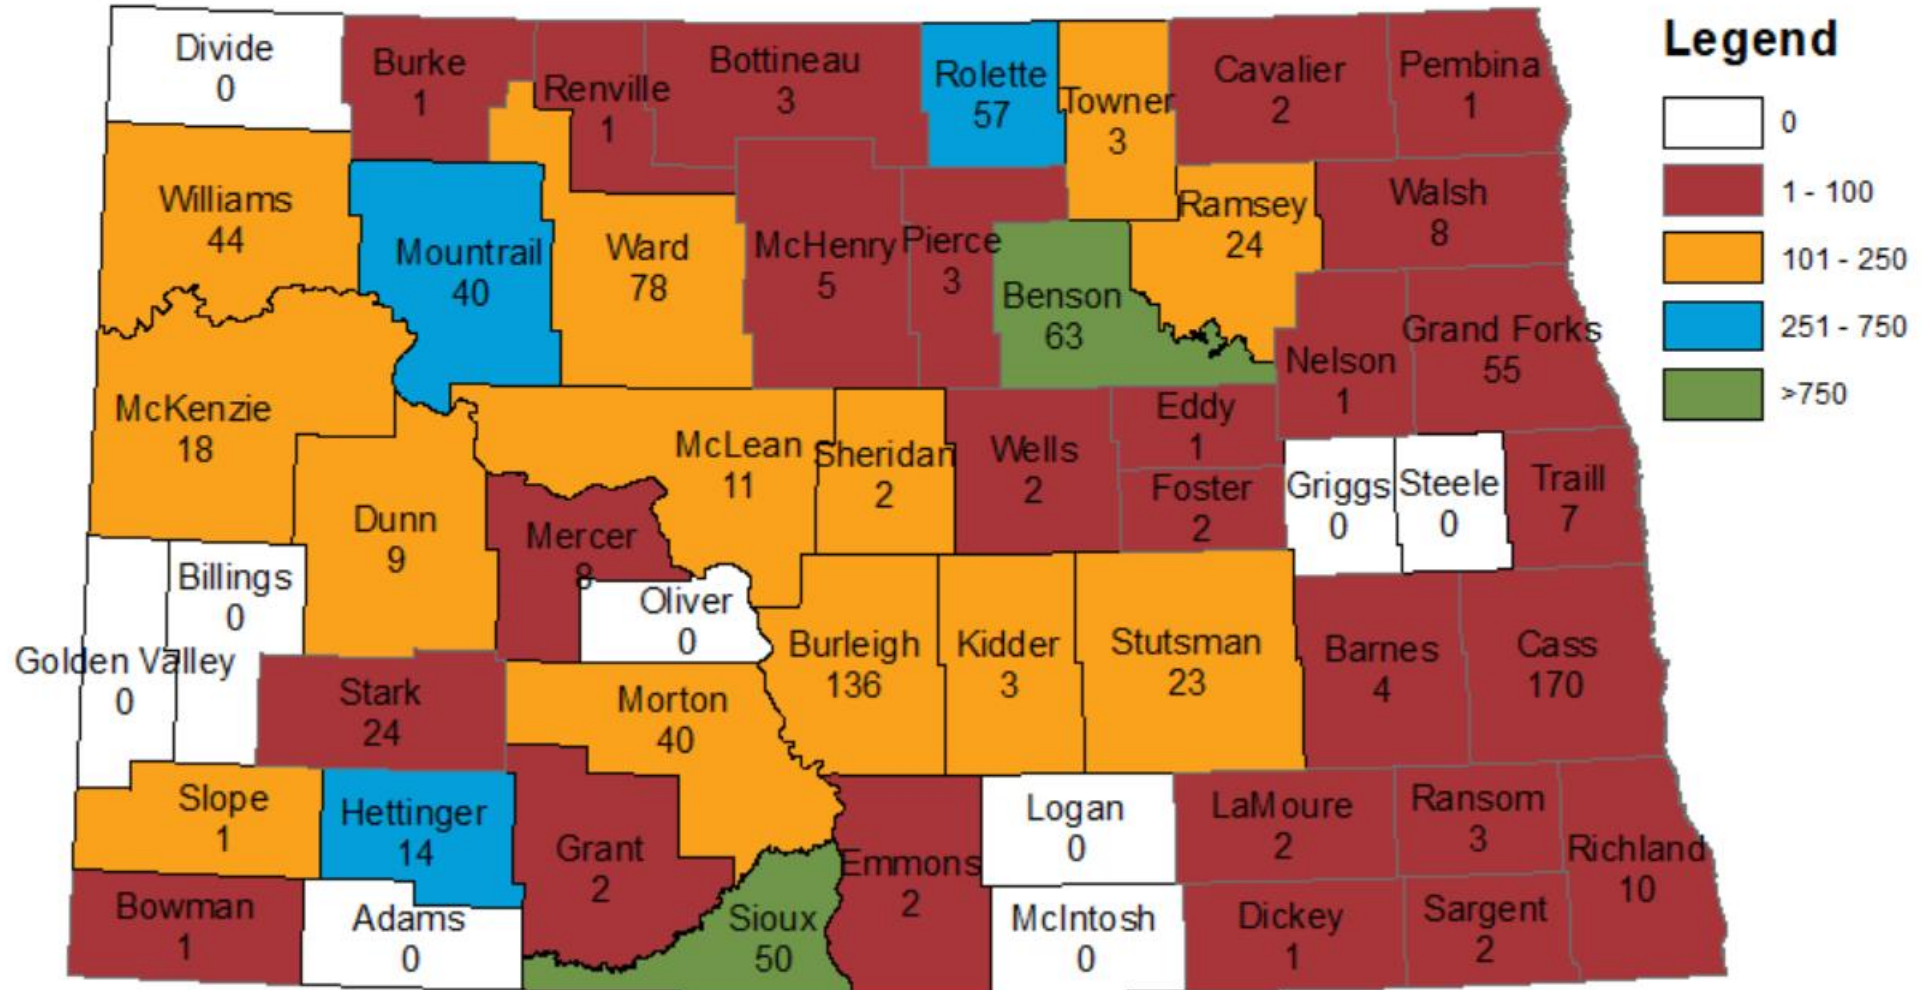 Divide
0
Burke
1
Renville
1
Bottineau
3
Rolette
57
Towner
3
Cavalier
2
Pembina
1
Legend
0
1 - 100
101 - 250
251 - 750
>750
Williams
44
Mountrail
40
Ward
78
McHenry
5
Pierce
3
Benson
63
Ramsey
24
Walsh
8
Nelson
1
Grand Forks
55
McKenzie
18
Dunn
9
McLean
11
Sheridan
2
Wells
2
Eddy
1
Foster
2
Griggs
0
Steele
0
Traill
7
Golden Valley
0
Billings
0
Mercer
8
Oliver
0
Burleigh
136
Kidder
3
Stutsman
23
Barnes
4
Cass
170
Stark
24
Morton
40
Slope
1
Hettinger
14
Grant
2
Emmons
2
Logan
0
LaMoure
2
Ransom
3
Richland
10
Bowman
1
Adams
0
Sioux
50
McIntosh
0
Dickey
1
Sargent
2